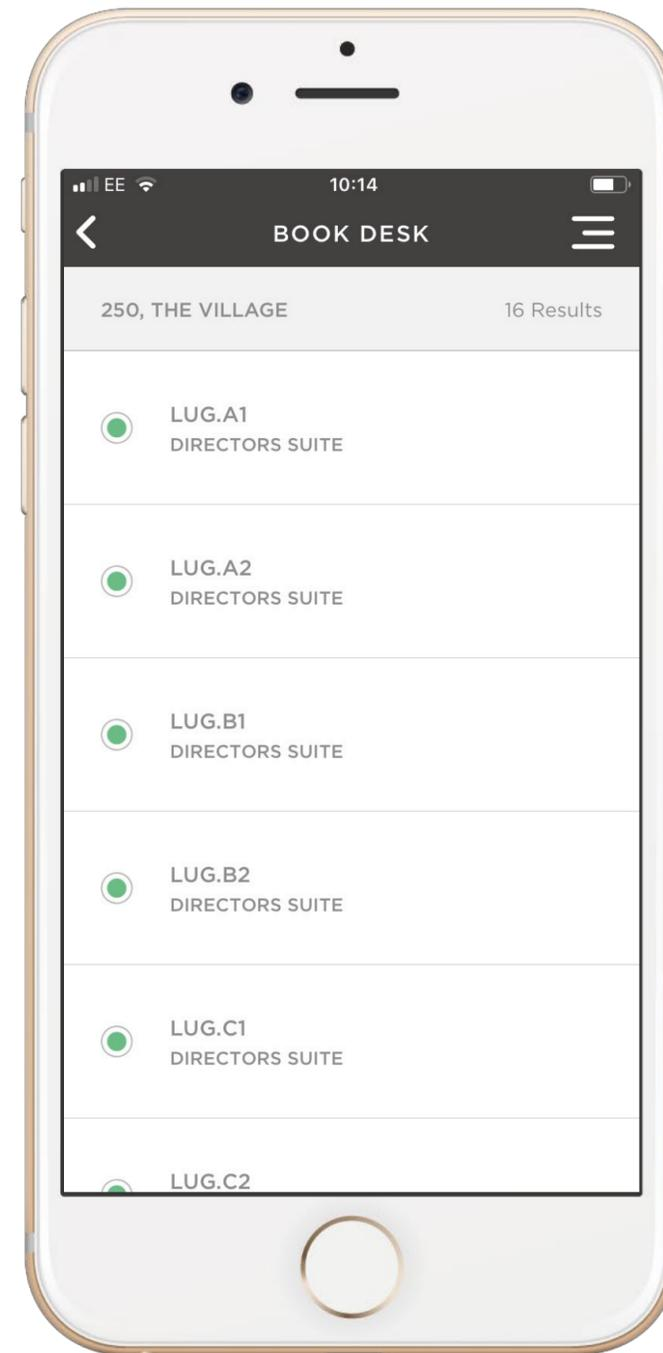 EE
10:14
BOOK DESK
250, THE VILLAGE
16 Results
LUG.A1
DIRECTORS SUITE
LUG.A2
DIRECTORS SUITE
LUG.B1
DIRECTORS SUITE
LUG.B2
DIRECTORS SUITE
LUG.C1
DIRECTORS SUITE
LUG.C2